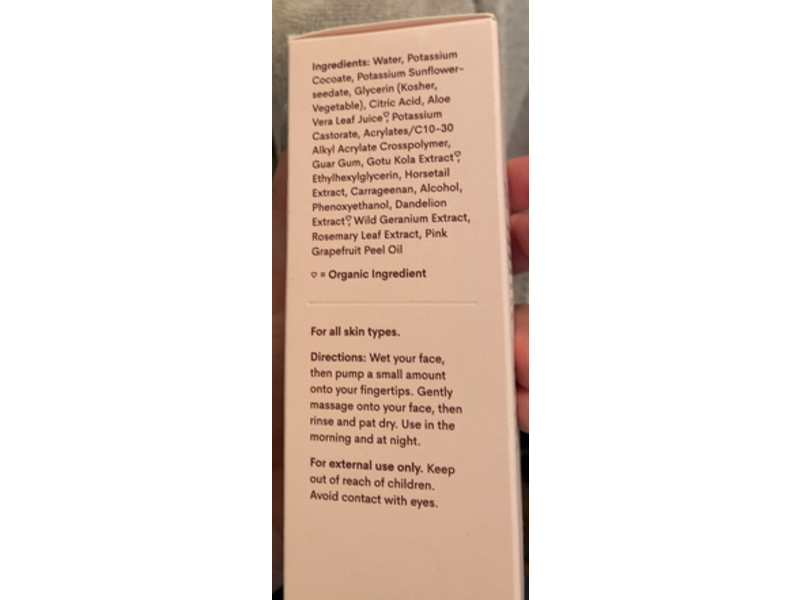 Ingredients: Water, Potassium
Cocoate, Potassium Sunflower-
seedate, Glycerin (Kosher,
Vegetable), Citric Acid, Aloe
Vera Leaf Juice♡, Potassium
Castorate, Acrylates/C10-30
Alkyl Acrylate Crosspolymer,
Guar Gum, Gotu Kola Extract♡,
Ethylhexylglycerin, Horsetail
Extract, Carrageenan, Alcohol,
Phenoxyethanol, Dandelion
Extract♡, Wild Geranium Extract,
Rosemary Leaf Extract, Pink
Grapefruit Peel Oil
♡ = Organic Ingredient
For all skin types.
Directions: Wet your face,
then pump a small amount
onto your fingertips. Gently
massage onto your face, then
rinse and pat dry. Use in the
morning and at night.
For external use only. Keep
out of reach of children.
Avoid contact with eyes.